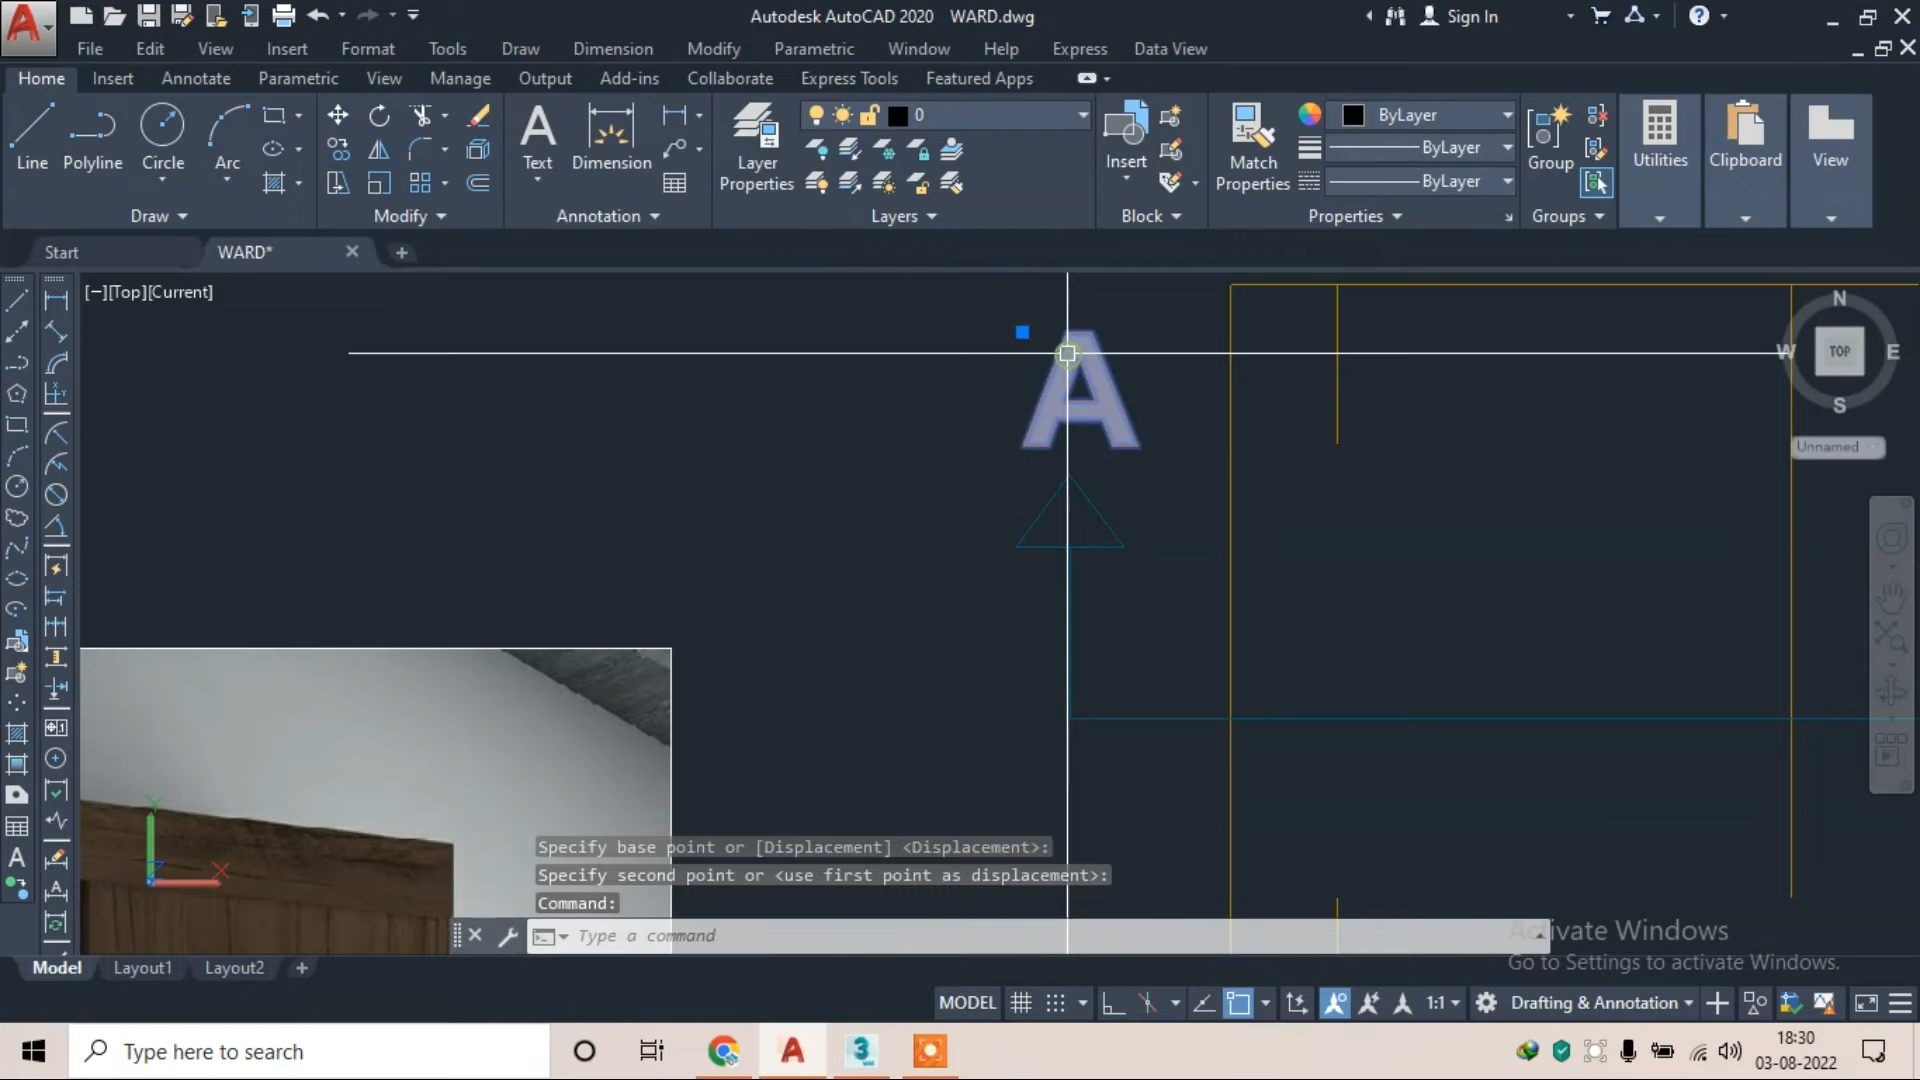 Autodesk AutoCAD 2020 WARD.dwg
Sign In
File Edit View Insert Format Tools Draw Dimension Modify Parametric Window Help Express Data View
Home Insert Annotate Parametric View Manage Output Add-ins Collaborate Express Tools Featured Apps
0
ByLayer
ByLayer
ByLayer
Line Polyline Circle Arc
Text Dimension
Layer Properties
Insert
Match Properties
Group
Utilities
Clipboard
View
Draw
Modify
Annotation
Layers
Block
Properties
Groups
Start
WARD*
[−][Top][Current]
N
W
TOP
E
S
Unnamed
A
Y
X
Specify base point or [Displacement] <Displacement>:
Specify second point or <use first point as displacement>:
Command:
Type a command
Activate Windows
Go to Settings to activate Windows.
Model Layout1 Layout2
MODEL
1:1
Drafting & Annotation
Type here to search
18:30
03-08-2022